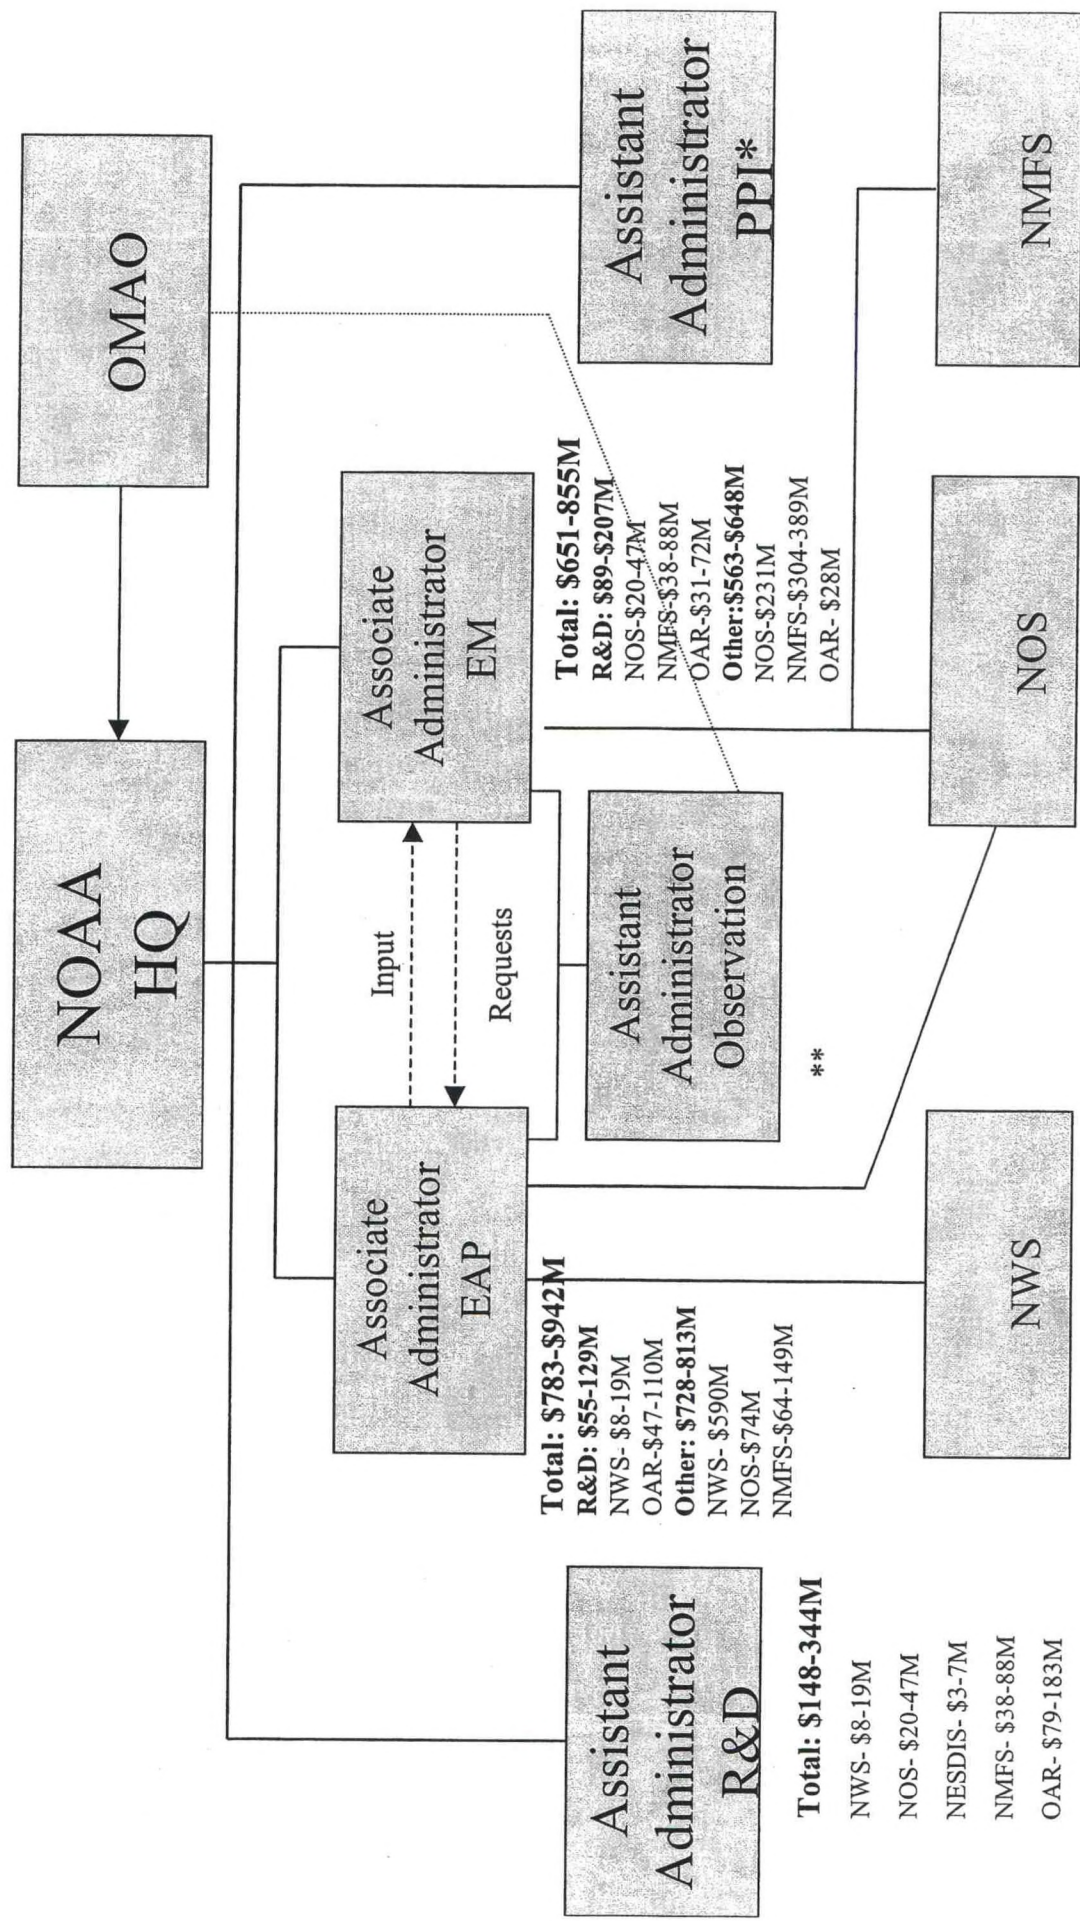 OMAO
NOAA
HQ
Associate
Administrator
EAP
Input
Requests
Associate
Administrator
EM
Assistant
Administrator
R&D
Total: $783-$942M
R&D: $55-129M
NWS- $8-19M
OAR-$47-110M
Other: $728-813M
NWS- $590M
NOS-$74M
NMFS-$64-149M
Assistant
Administrator
Observation
**
Total: $651-855M
R&D: $89-$207M
NOS-$20-47M
NMFS-$38-88M
OAR-$31-72M
Other:$563-$648M
NOS-$231M
NMFS-$304-389M
OAR- $28M
Assistant
Administrator
PPI*
Total: $148-344M
NWS- $8-19M
NOS- $20-47M
NESDIS- $3-7M
NMFS- $38-88M
OAR- $79-183M
NWS
NOS
NMFS